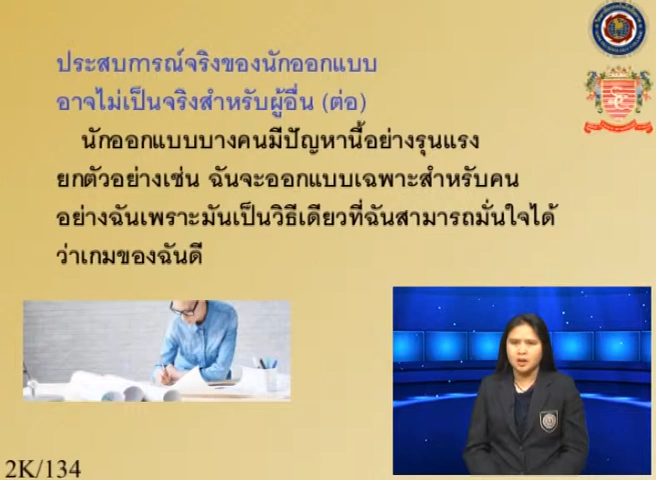 ประสบการณ์จริงของนักออกแบบ
อาจไม่เป็นจริงสำหรับผู้อื่น (ต่อ)
นักออกแบบบางคนมีปัญหานี้อย่างรุนแรง
ยกตัวอย่างเช่น ฉันจะออกแบบเฉพาะสำหรับคน
อย่างฉันเพราะมันเป็นวิธีเดียวที่ฉันสามารถมั่นใจได้
ว่าเกมของฉันดี
2K/134